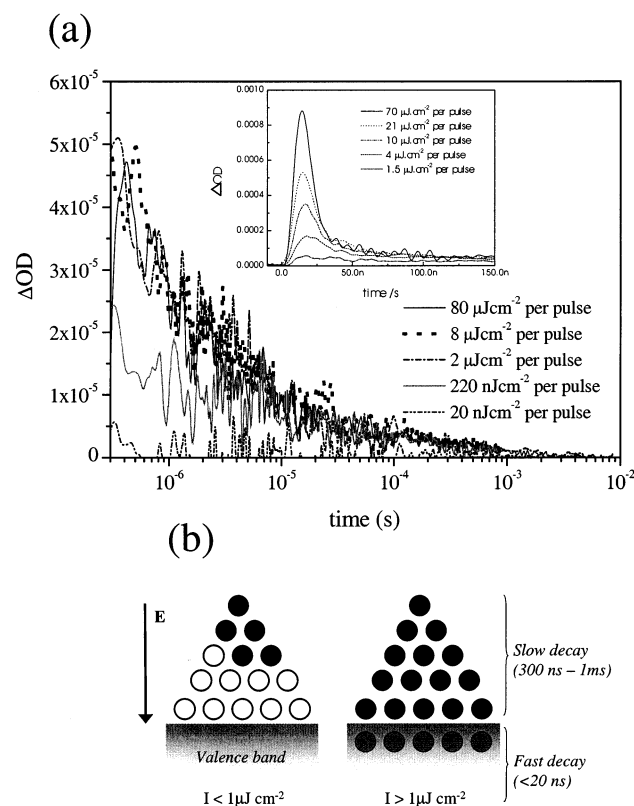 (a)
6x10-5
5x10-5
4x10-5
3x10-5
2x10-5
1x10-5
0
ΔOD
10-6
10-5
10-4
10-3
10-2
time (s)
0.0010
0.0008
0.0006
0.0004
0.0002
0.0000
ΔOD
0.0
50.0n
100.0n
150.0n
time /s
70 μJ.cm-2 per pulse
21 μJ.cm-2 per pulse
10 μJ.cm-2 per pulse
4 μJ.cm-2 per pulse
1.5 μJ.cm-2 per pulse
80 μJcm-2 per pulse
8 μJcm-2 per pulse
2 μJcm-2 per pulse
220 nJcm-2 per pulse
20 nJcm-2 per pulse
(b)
E
Slow decay
(300 ns – 1ms)
Valence band
Fast decay
(<20 ns)
I < 1μJ cm-2
I > 1μJ cm-2